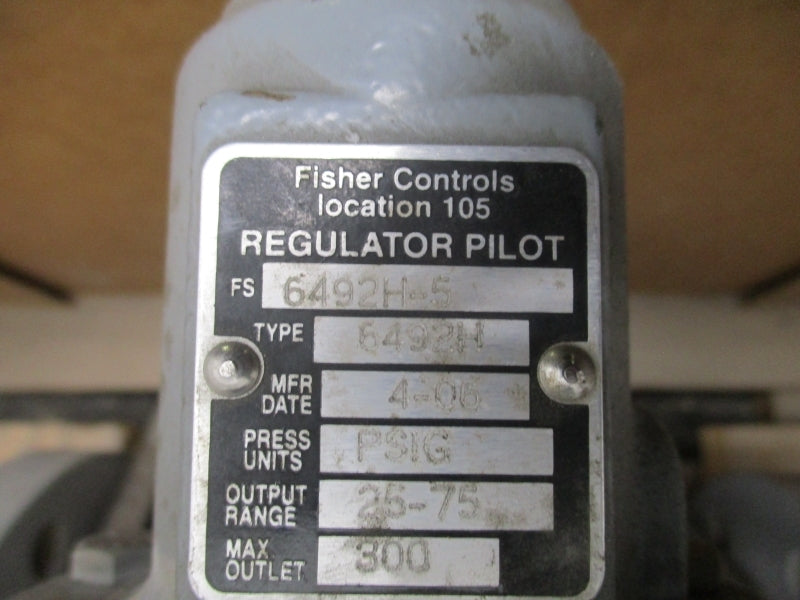 Fisher Controls
location 105
REGULATOR PILOT
FS 6492H-5
TYPE 6492H
MFR DATE 4-06
PRESS UNITS PSIG
OUTPUT RANGE 25-75
MAX OUTLET 300